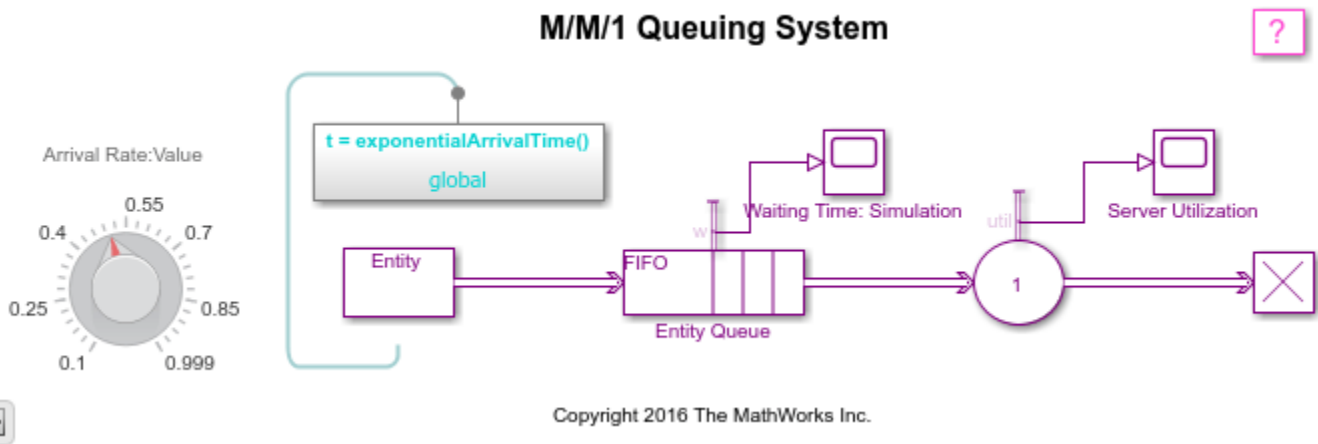 M/M/1 Queuing System
?
t = exponentialArrivalTime()
global
Arrival Rate:Value
0.55
0.4
0.7
0.25
0.85
0.1
0.999
Waiting Time: Simulation
Server Utilization
w
util
Entity
FIFO
1
Entity Queue
Copyright 2016 The MathWorks Inc.